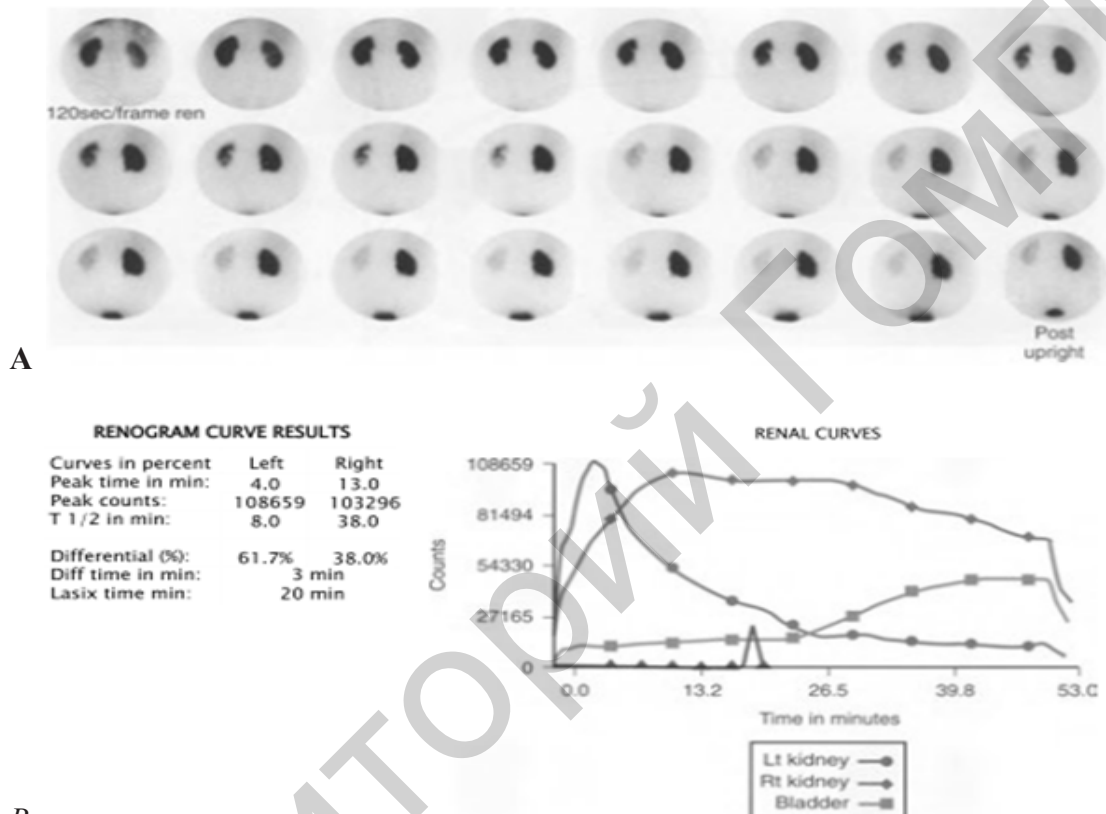 120sec/frame ren
Post
upright
A
RENOGRAM CURVE RESULTS
Curves in percent Left Right
Peak time in min: 4.0 13.0
Peak counts: 108659 103296
T 1/2 in min: 8.0 38.0
Differential (%): 61.7% 38.0%
Diff time in min: 3 min
Lasix time min: 20 min
RENAL CURVES
108659
81494
54330
27165
0
Counts
0.0 13.2 26.5 39.8 53.0
Time in minutes
Lt kidney
Rt kidney
Bladder